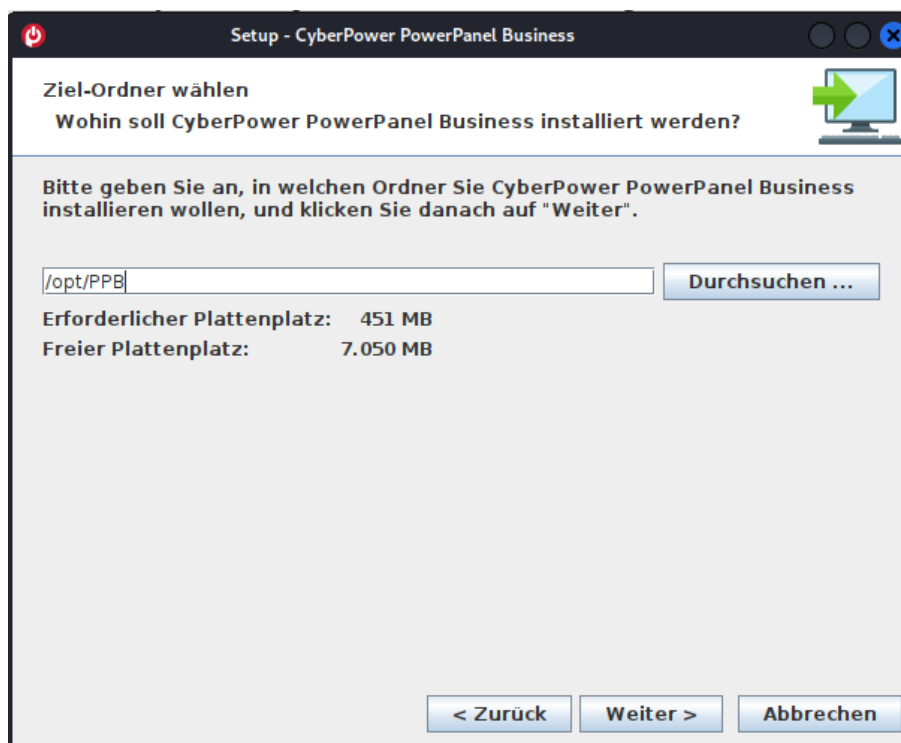 Setup - CyberPower PowerPanel Business
Ziel-Ordner wählen
Wohin soll CyberPower PowerPanel Business installiert werden?
Bitte geben Sie an, in welchen Ordner Sie CyberPower PowerPanel Business
installieren wollen, und klicken Sie danach auf "Weiter".
/opt/PPB
Durchsuchen ...
Erforderlicher Plattenplatz: 451 MB
Freier Plattenplatz: 7.050 MB
< Zurück
Weiter >
Abbrechen